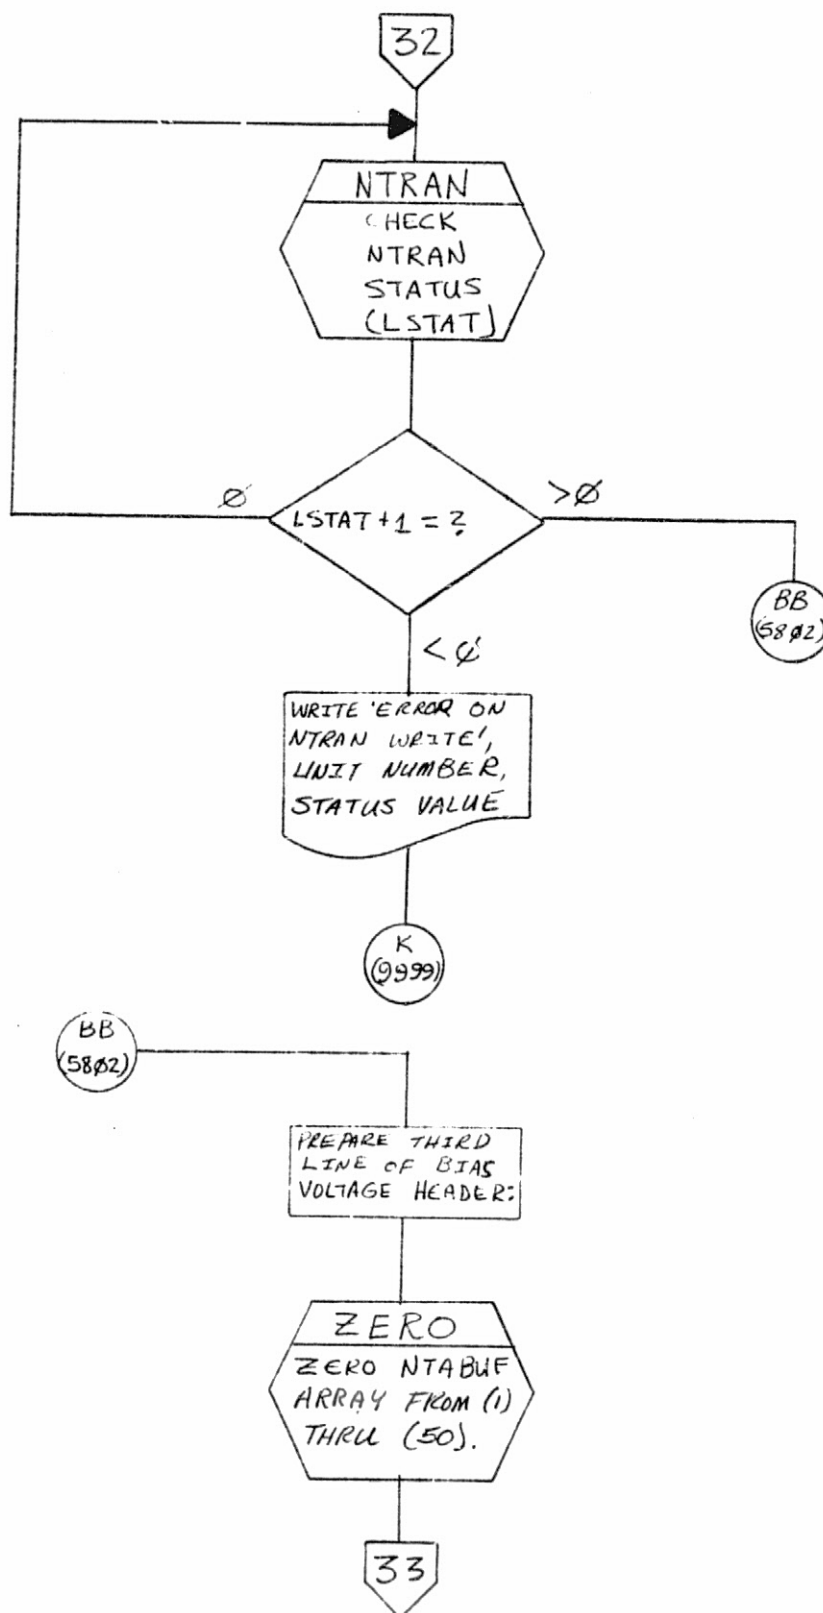 32
NTRAN
CHECK
NTRAN
STATUS
(LSTAT)
Ø
LSTAT+1=?
>Ø
BB
(58Ø2)
<Ø
WRITE 'ERROR ON
NTRAN WRITE',
UNIT NUMBER,
STATUS VALUE
K
(9999)
BB
(58Ø2)
PREPARE THIRD
LINE OF BIAS
VOLTAGE HEADER:
ZERO
ZERO NTABUF
ARRAY FROM (1)
THRU (50).
33